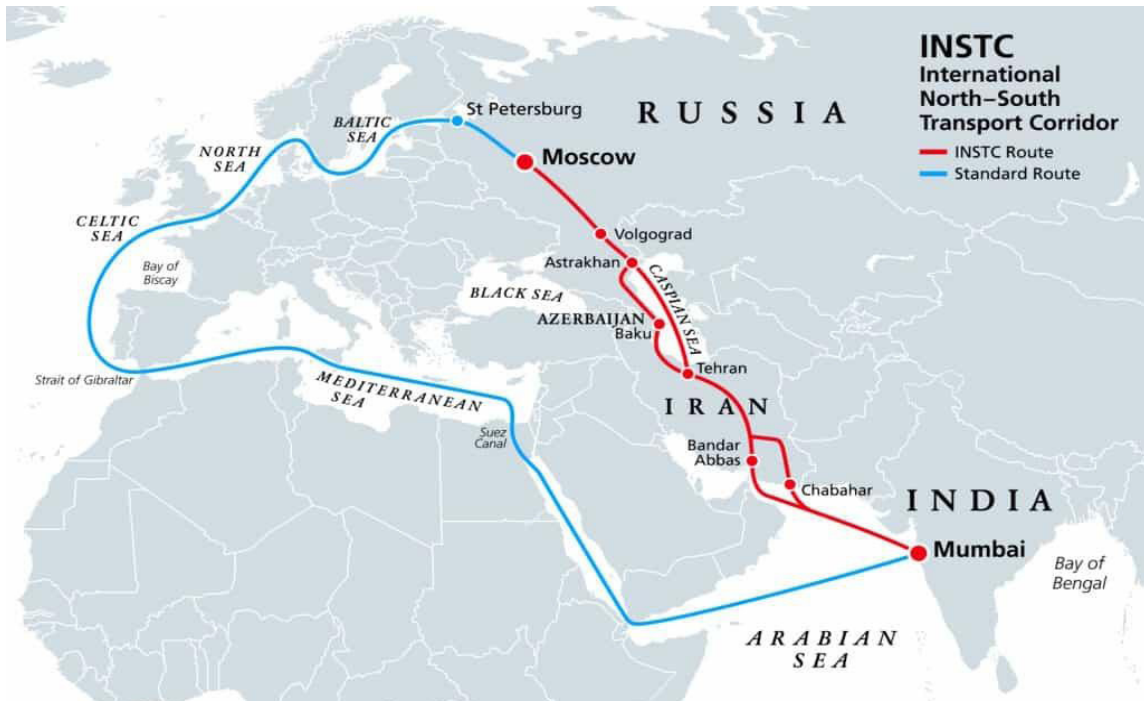 INSTC
International
North–South
Transport Corridor
INSTC Route
Standard Route
RUSSIA
St Petersburg
BALTIC
SEA
Moscow
NORTH
SEA
CELTIC
SEA
Volgograd
Astrakhan
Bay of
Biscay
CASPIAN SEA
BLACK SEA
AZERBAIJAN
Baku
Tehran
Strait of Gibraltar
MEDITERRANEAN
SEA
IRAN
Suez
Canal
Bandar
Abbas
Chabahar
INDIA
Mumbai
Bay of
Bengal
ARABIAN
SEA